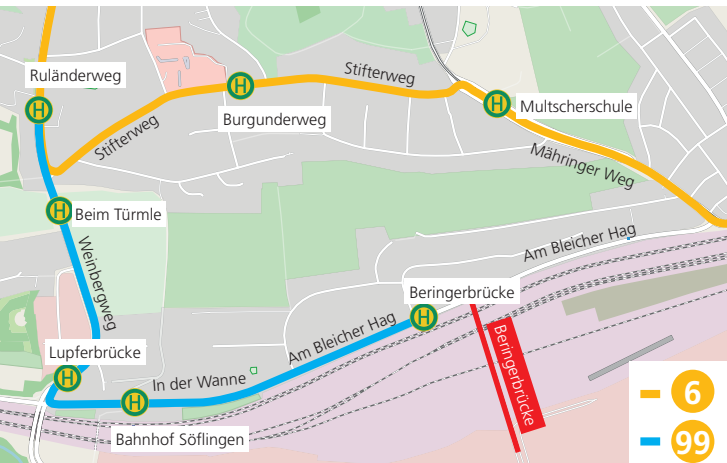 Ruländerweg
H
Stifterweg
H
Burgunderweg
Stifterweg
H
Multscherschule
Mähringer Weg
H
Beim Türmle
Weinbergweg
Am Bleicher Hag
Beringerbrücke
H
Am Bleicher Hag
Beringerbrücke
Lupferbrücke
H
In der Wanne
H
Bahnhof Söflingen
6
99